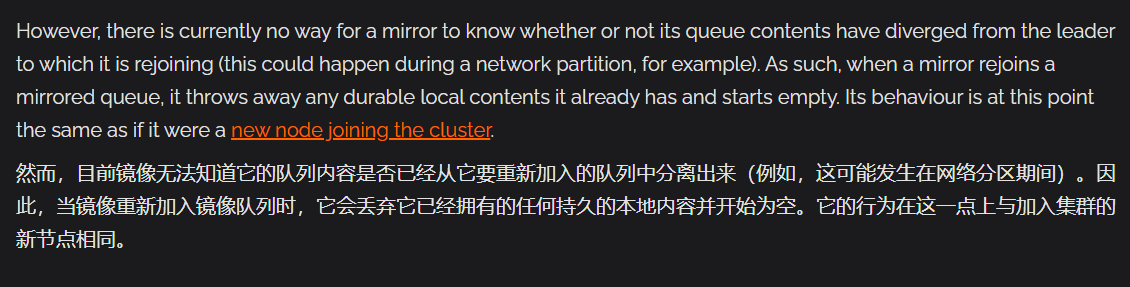 However, there is currently no way for a mirror to know whether or not its queue contents have diverged from the leader
to which it is rejoining (this could happen during a network partition, for example). As such, when a mirror rejoins a
mirrored queue, it throws away any durable local contents it already has and starts empty. Its behaviour is at this point
the same as if it were a new node joining the cluster.
然而，目前镜像无法知道它的队列内容是否已经从它要重新加入的队列中分离出来（例如，这可能发生在网络分区期间）。因
此，当镜像重新加入镜像队列时，它会丢弃它已经拥有的任何持久的本地内容并开始为空。它的行为在这一点上与加入集群的
新节点相同。